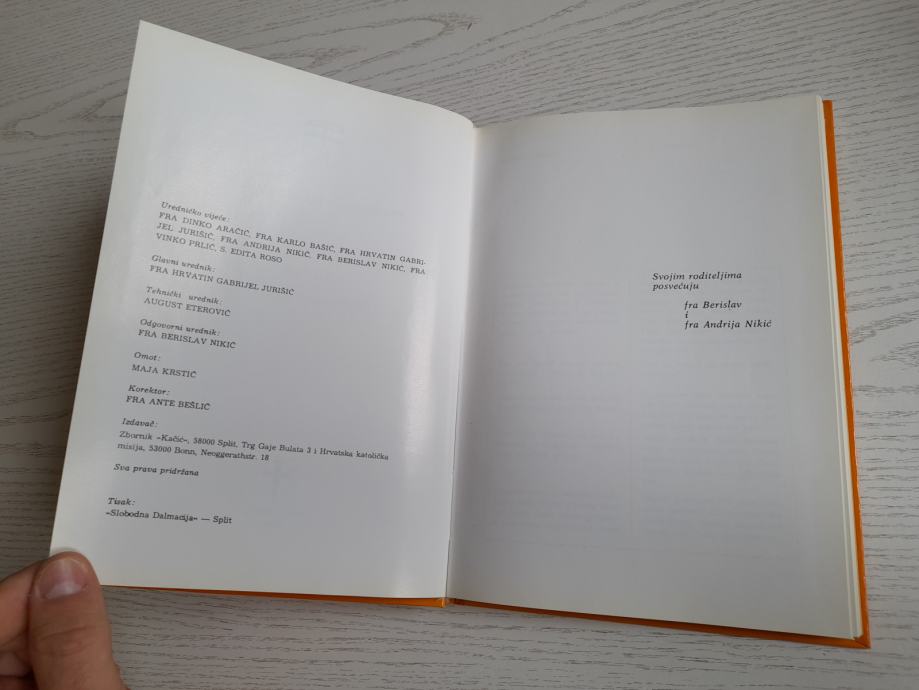 Uredničko vijeće:
FRA DINKO ARAČIĆ, FRA KARLO BAŠIĆ, FRA HRVATIN GABRI-
JEL JURIŠIĆ, FRA ANDRIJA NIKIĆ, FRA BERISLAV NIKIĆ, FRA
VINKO PRLIĆ, S. EDITA ROSO
Glavni urednik:
FRA HRVATIN GABRIJEL JURIŠIĆ
Tehnički urednik:
AUGUST ETEROVIĆ
Odgovorni urednik:
FRA BERISLAV NIKIĆ
Omot:
MAJA KRSTIĆ
Korektor:
FRA ANTE BEŠLIĆ
Izdavač:
Zbornik »Kačić«, 58000 Split, Trg Gaje Bulata 3 i Hrvatska katolička
misija, 53000 Bonn, Neoggerathstr. 18
Sva prava pridržana
Tisak:
»Slobodna Dalmacija« — Split
Svojim roditeljima
posvećuju
fra Berislav
i
fra Andrija Nikić